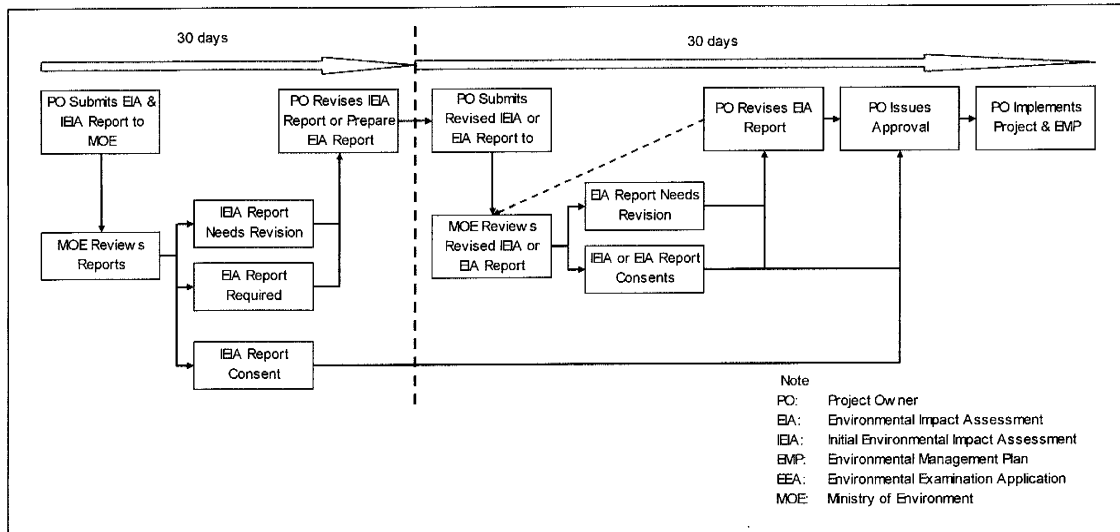 30 days
30 days
PO Submits EIA &
IEIA Report to
MOE
PO Revises IEIA
Report or Prepare
EIA Report
PO Submits
Revised IEIA or
EIA Report to
PO Revises EIA
Report
PO Issues
Approval
PO Implements
Project & EMP
MOE Reviews
Reports
IEIA Report
Needs Revision
EIA Report
Required
IEIA Report
Consent
MOE Reviews
Revised IEIA or
EIA Report
EIA Report Needs
Revision
IEIA or EIA Report
Consents
Note
PO: Project Owner
EIA: Environmental Impact Assessment
IEIA: Initial Environmental Impact Assessment
EMP: Environmental Management Plan
EEA: Environmental Examination Application
MOE: Ministry of Environment